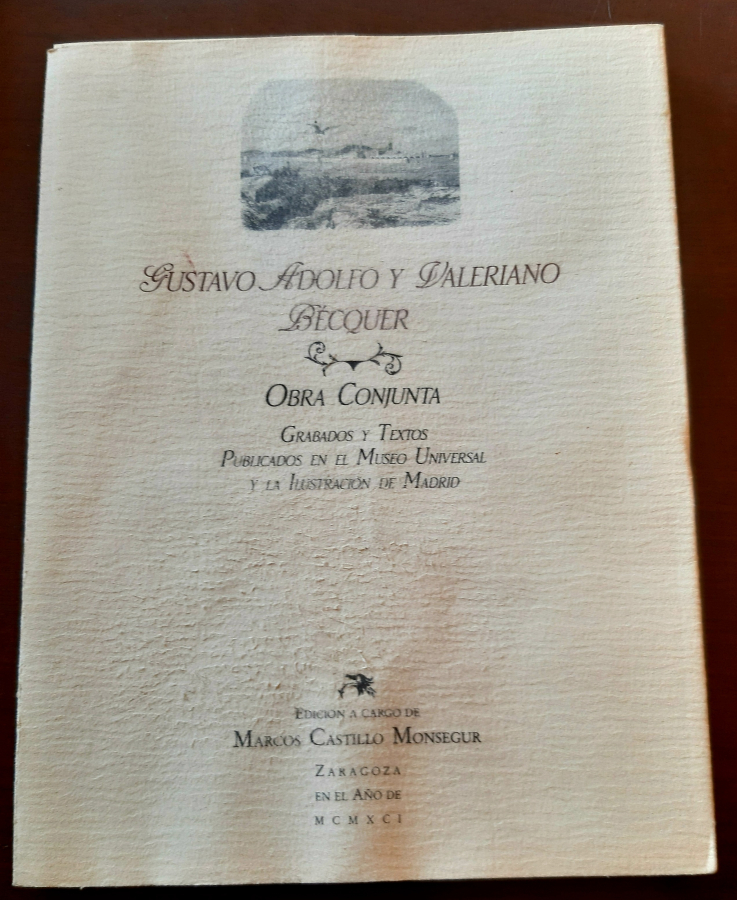 Gustavo Adolfo y Valeriano
Bécquer
Obra Conjunta
Grabados y Textos
Publicados en el Museo Universal
y la Ilustración de Madrid
Edición a cargo de
Marcos Castillo Monsegur
Zaragoza
en el Año de
MCMXCI